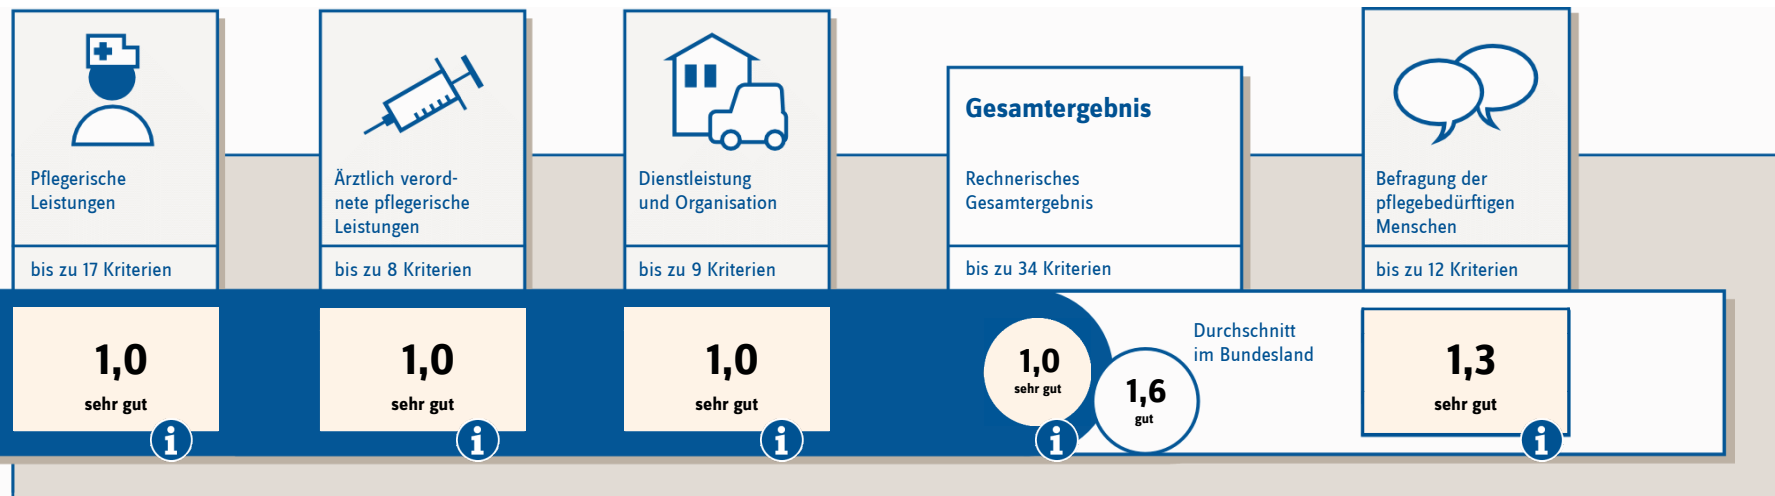 Pflegerische
Leistungen
bis zu 17 Kriterien
1,0
sehr gut
i
Ärztlich verord-
nete pflegerische
Leistungen
bis zu 8 Kriterien
1,0
sehr gut
i
Dienstleistung
und Organisation
bis zu 9 Kriterien
1,0
sehr gut
i
Gesamtergebnis
Rechnerisches
Gesamtergebnis
bis zu 34 Kriterien
1,0
sehr gut
i
1,6
gut
Durchschnitt
im Bundesland
Befragung der
pflegebedürftigen
Menschen
bis zu 12 Kriterien
1,3
sehr gut
i